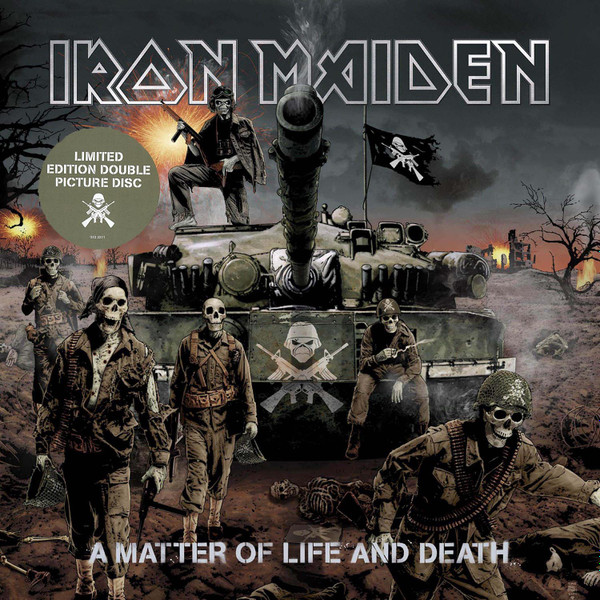 IRON MAIDEN
LIMITED
EDITION DOUBLE
PICTURE DISC
A MATTER OF LIFE AND DEATH